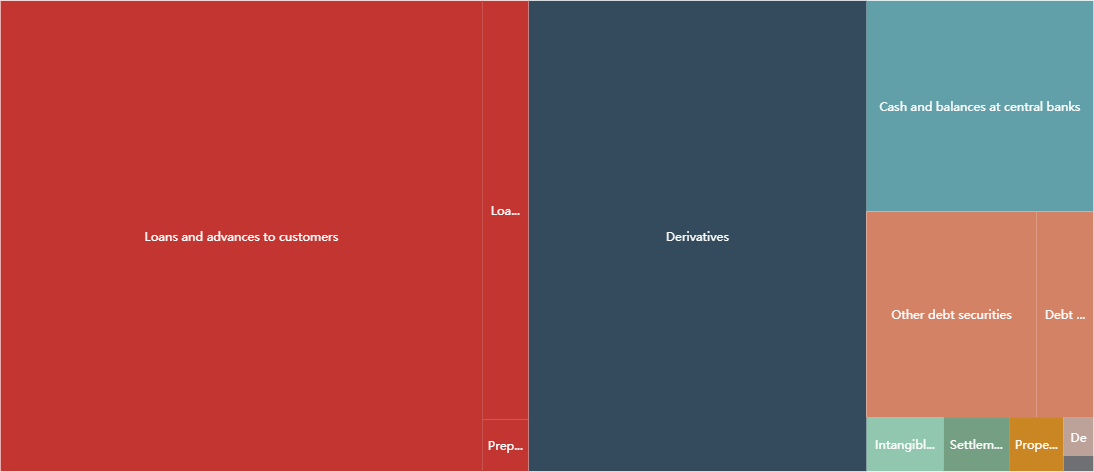 Loans and advances to customers
Loa...
Prep...
Derivatives
Cash and balances at central banks
Other debt securities
Debt ...
Intangibl...
Settlem...
Prope...
De